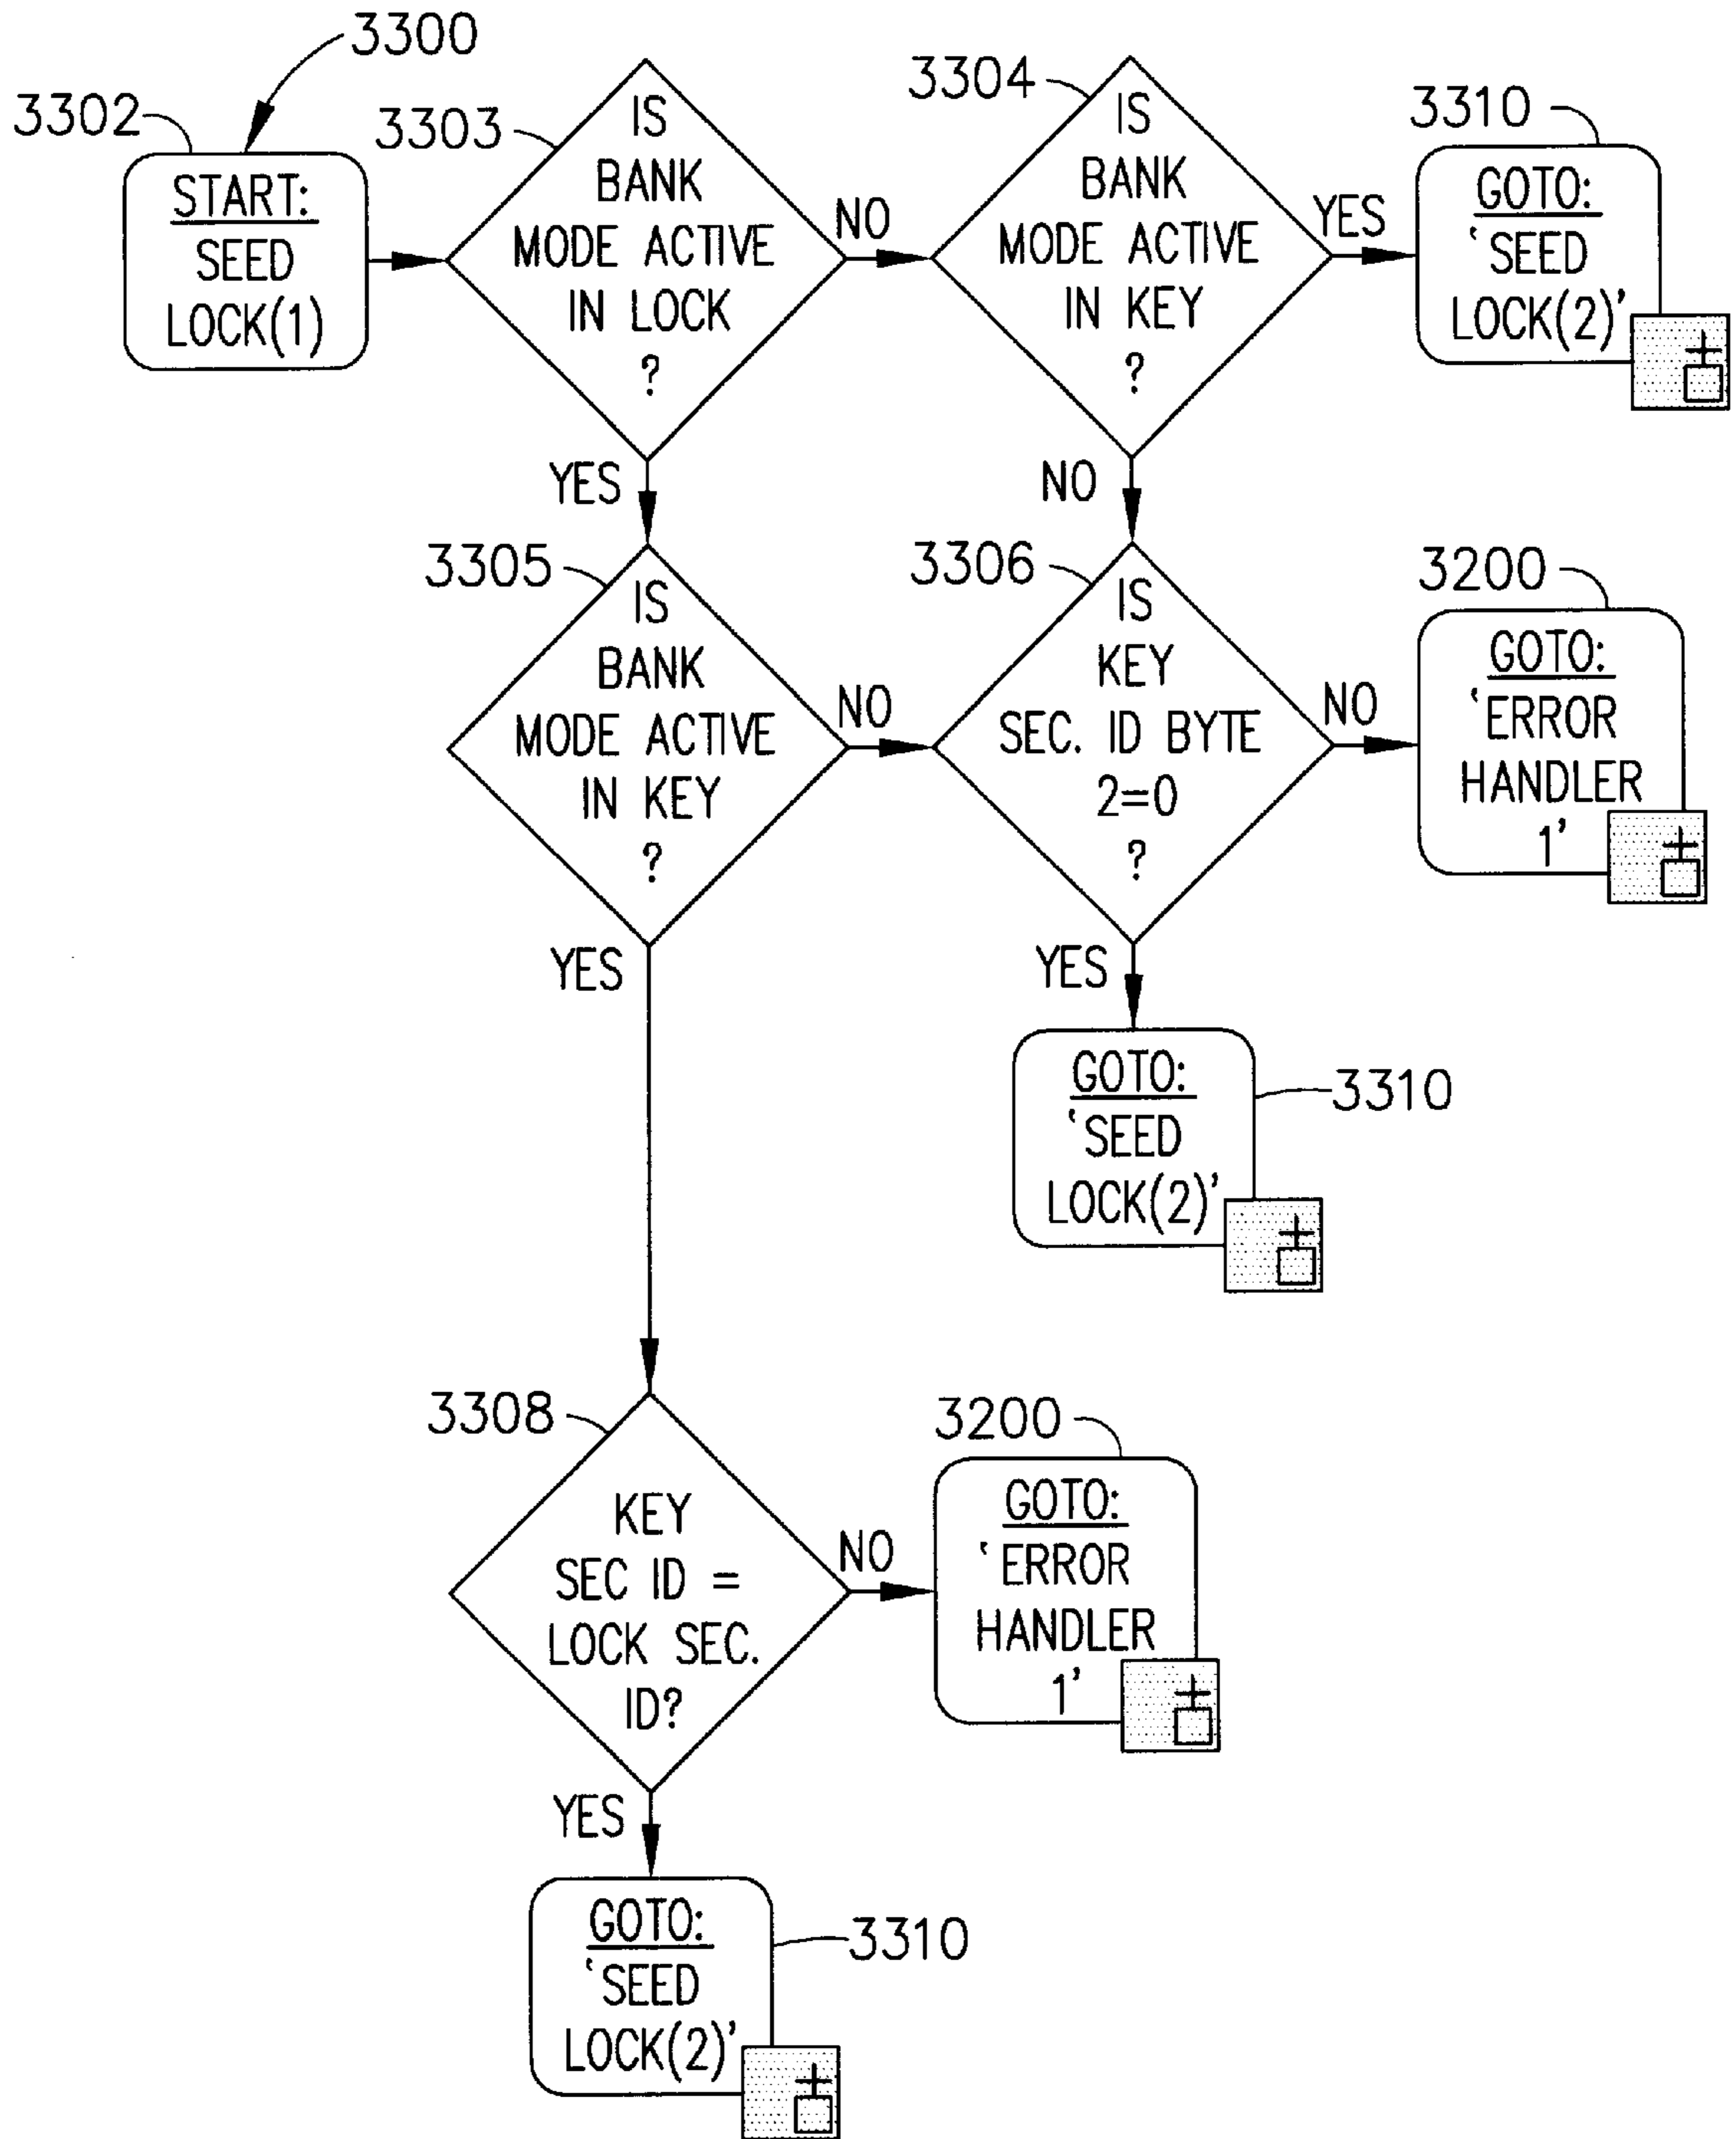 3300
3302
START:
SEED
LOCK(1)
3303
IS
BANK
MODE ACTIVE
IN LOCK
?
NO
YES
3304
IS
BANK
MODE ACTIVE
IN KEY
?
YES
NO
3310
GOTO:
'SEED
LOCK(2)'
3305
IS
BANK
MODE ACTIVE
IN KEY
?
NO
YES
3306
IS
KEY
SEC. ID BYTE
2=0
?
NO
YES
3200
GOTO:
'ERROR
HANDLER
1'
GOTO:
'SEED
LOCK(2)'
3310
3308
KEY
SEC ID =
LOCK SEC.
ID?
NO
YES
3200
GOTO:
'ERROR
HANDLER
1'
GOTO:
'SEED
LOCK(2)'
3310